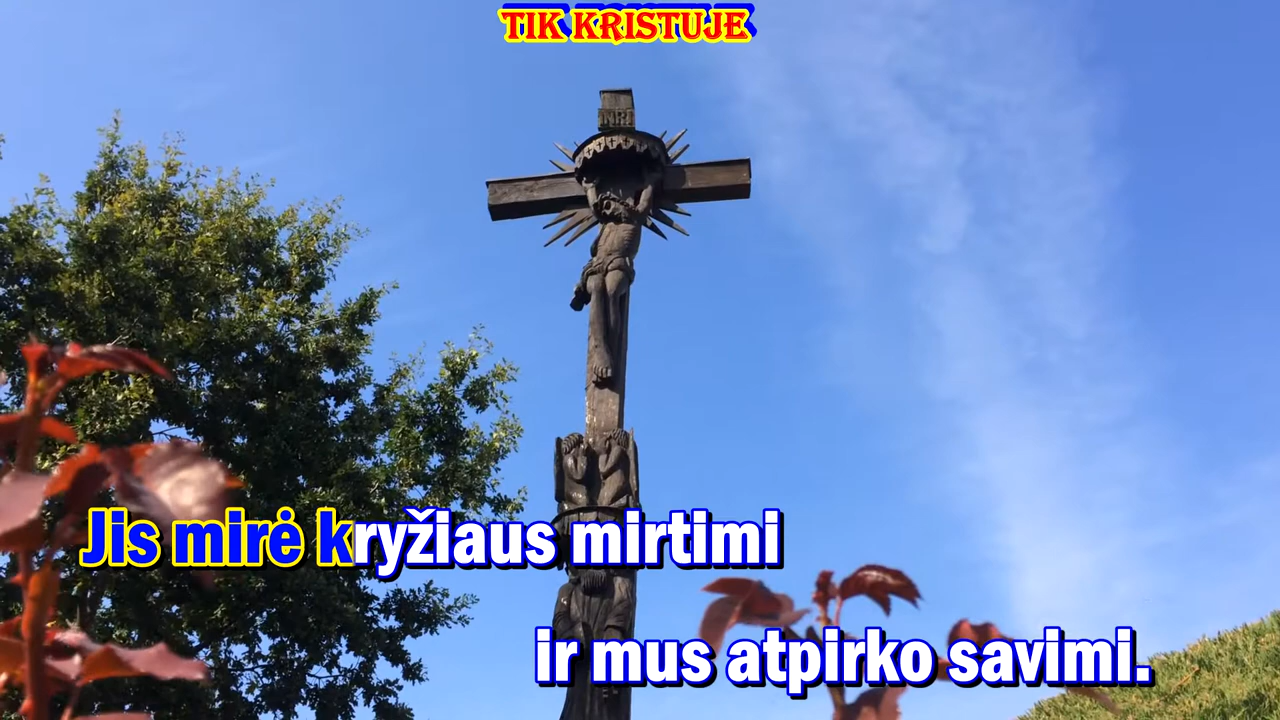 TIK KRISTUJE
INRI
Jis mirė kryžiaus mirtimi
ir mus atpirko savimi.